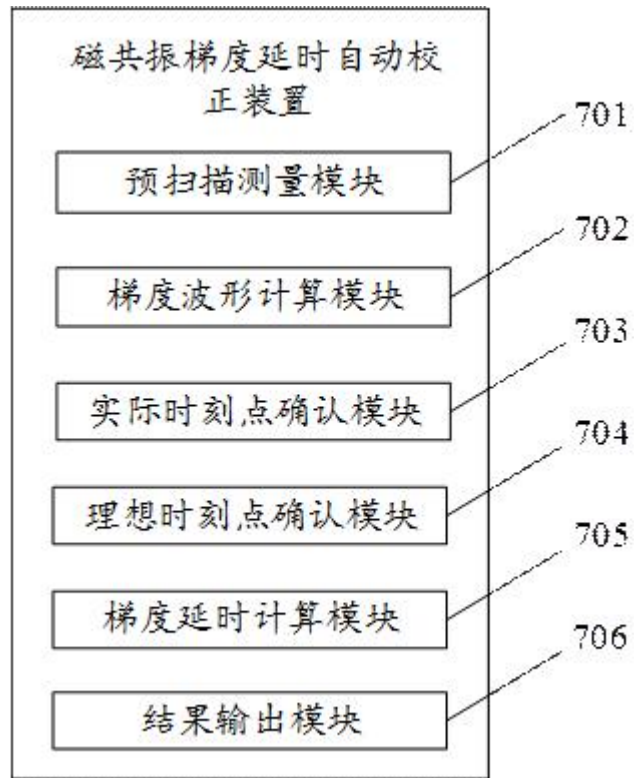 磁共振梯度延时自动校
正装置
701
预扫描测量模块
702
梯度波形计算模块
703
实际时刻点确认模块
704
理想时刻点确认模块
705
梯度延时计算模块
706
结果输出模块